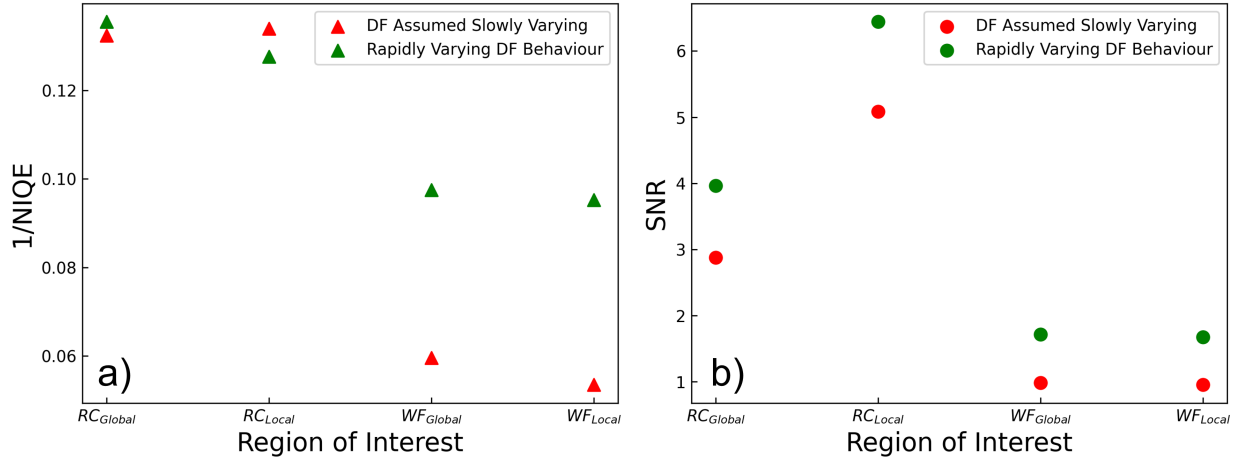 DF Assumed Slowly Varying
Rapidly Varying DF Behaviour
0.12
0.10
0.08
0.06
1/NIQE
a)
RC_Global
RC_Local
WF_Global
WF_Local
Region of Interest
DF Assumed Slowly Varying
Rapidly Varying DF Behaviour
6
5
4
3
2
1
SNR
b)
RC_Global
RC_Local
WF_Global
WF_Local
Region of Interest